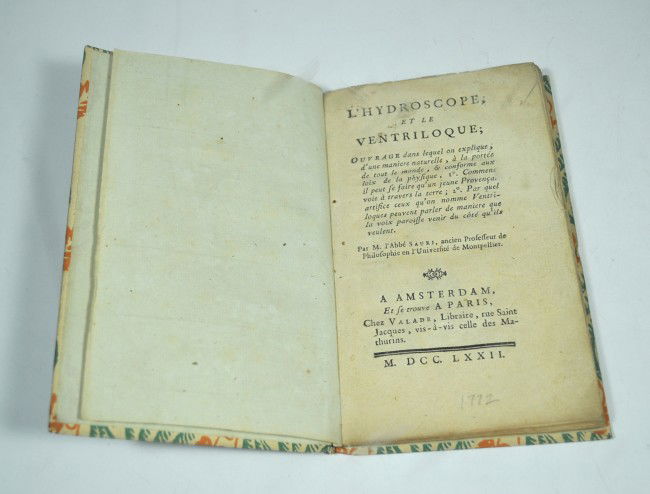 L'HYDROSCOPE,
ET LE
VENTRILOQUE;
OUVRAGE dans lequel on explique,
d'une maniere naturelle, à la portée
de tout le monde, & conforme aux
loix de la physique, 1°. Comment
il peut se faire qu'un jeune Provença.
voie à travers la terre; 2°. Par quel
artifice ceux qu'on nomme Ventri-
loques peuvent parler de maniere que
la voix paroisse venir du côté qu'ils
veulent.
Par M. l'Abbé SAURI, ancien Professeur de
Philosophie en l'Université de Montpellier.
A AMSTERDAM,
Et se trouve A PARIS,
Chez VALADE, Libraire, rue Saint
Jacques, vis-à-vis celle des Ma-
thurins.
M. DCC. LXXII.
1772